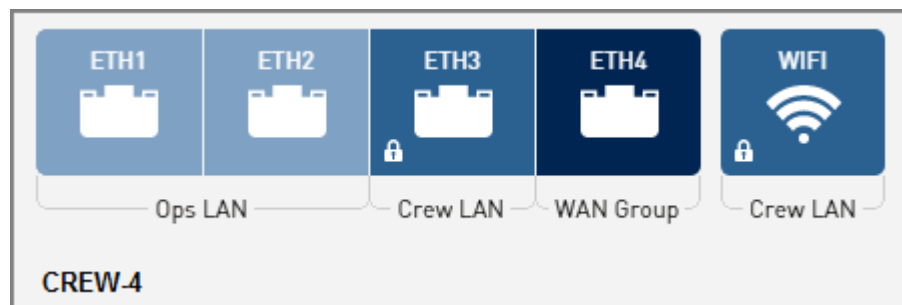 ETH1 ETH2 ETH3 ETH4 WIFI
Ops LAN Crew LAN WAN Group Crew LAN
CREW-4